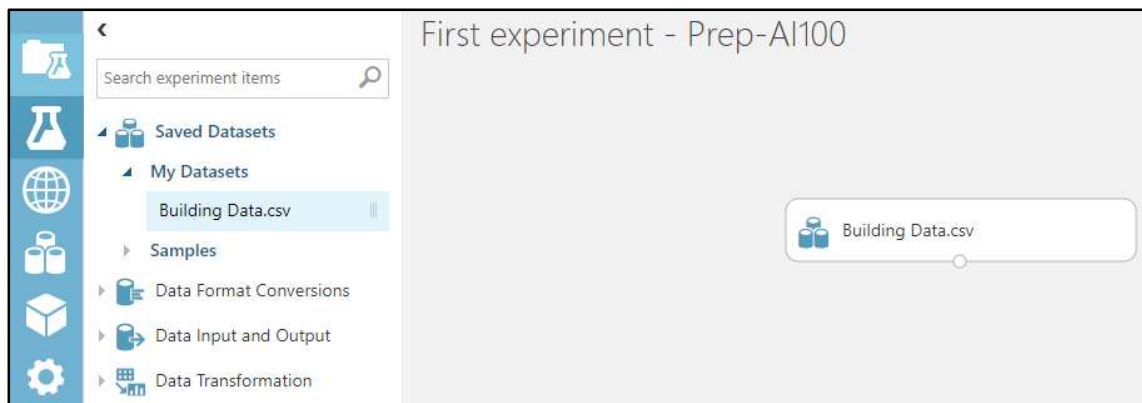 First experiment - Prep-AI100
Search experiment items
Saved Datasets
My Datasets
Building Data.csv
Samples
Data Format Conversions
Data Input and Output
Data Transformation
Building Data.csv